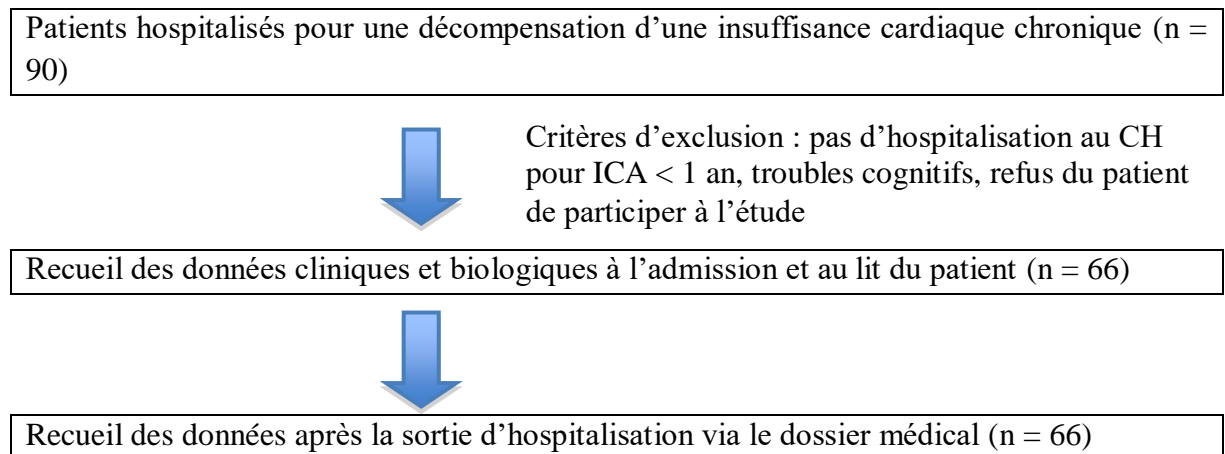 Patients hospitalisés pour une décompensation d’une insuffisance cardiaque chronique (n =
90)
Critères d’exclusion : pas d’hospitalisation au CH
pour ICA < 1 an, troubles cognitifs, refus du patient
de participer à l’étude
Recueil des données cliniques et biologiques à l’admission et au lit du patient (n = 66)
Recueil des données après la sortie d’hospitalisation via le dossier médical (n = 66)